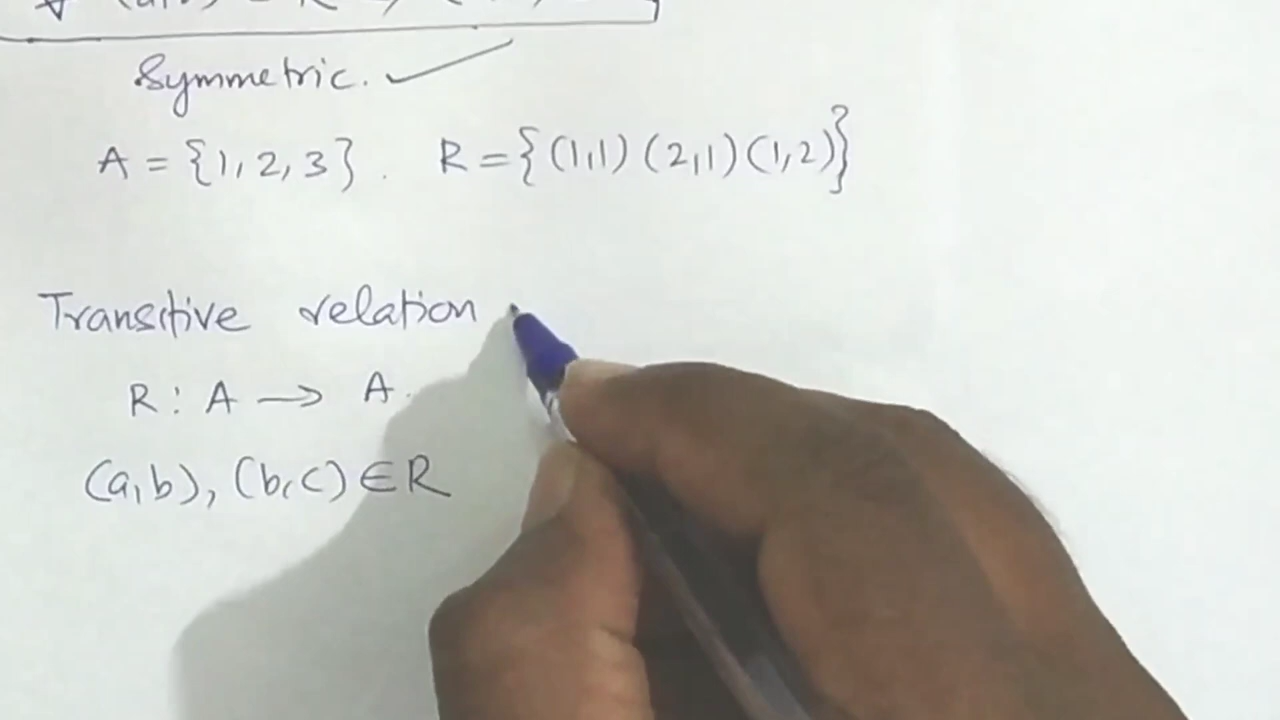 Symmetric.
A = {1, 2, 3}. R = {(1,1) (2,1) (1,2)}
Transitive relation
R : A → A.
(a,b), (b,c) ∈ R